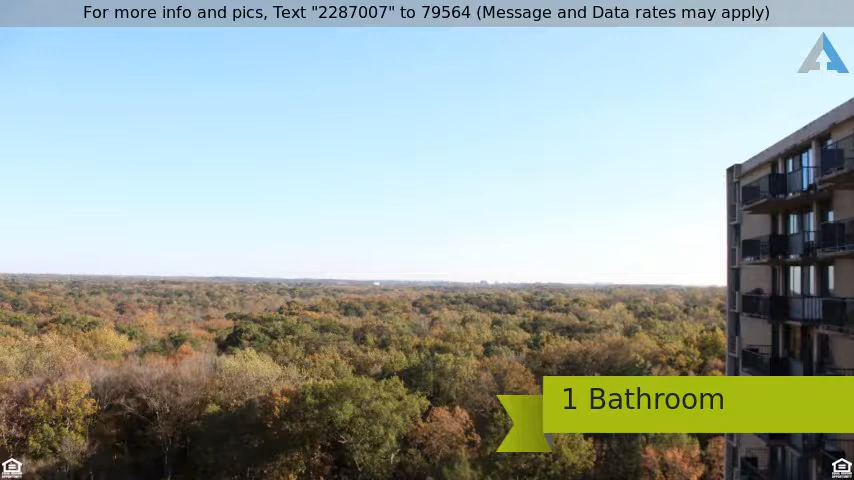 For more info and pics, Text "2287007" to 79564 (Message and Data rates may apply)
1 Bathroom